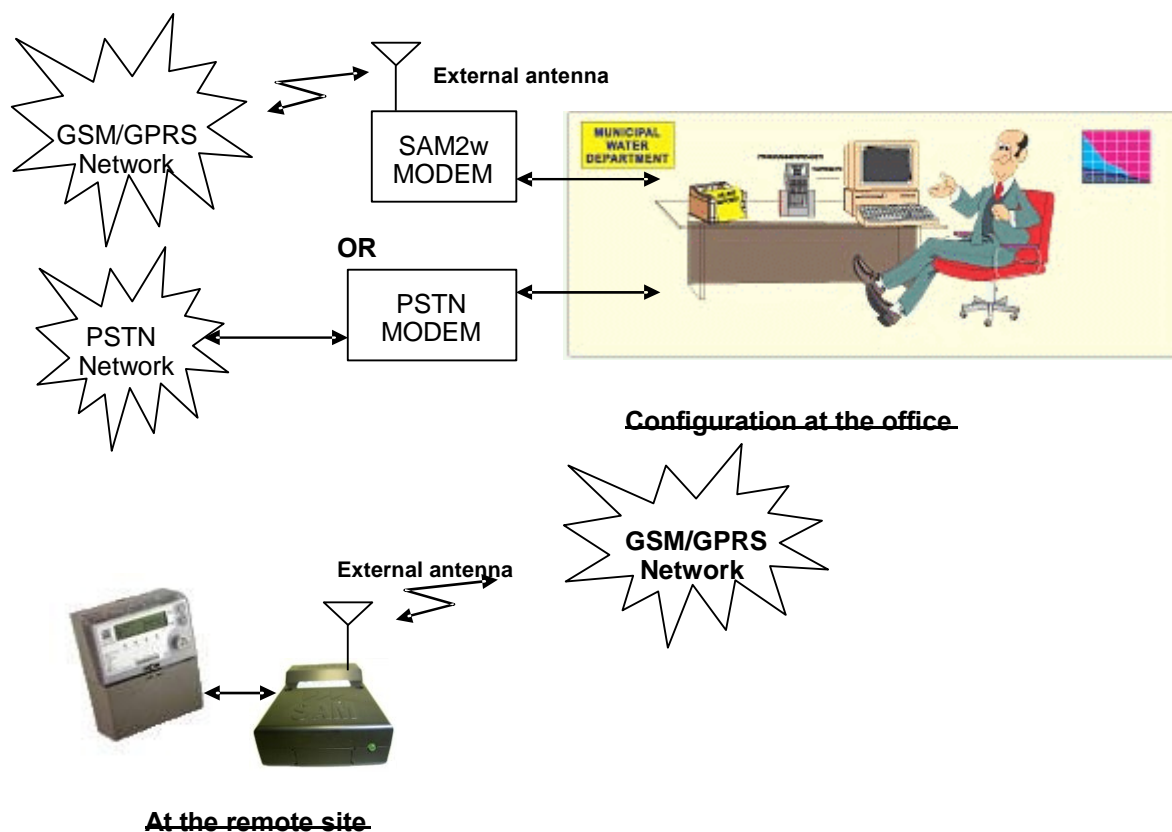 External antenna
GSM/GPRS
Network
SAM2w
MODEM
MUNICIPAL
WATER
DEPARTMENT
OR
PSTN
Network
PSTN
MODEM
Configuration at the office
GSM/GPRS
Network
External antenna
SAM
At the remote site